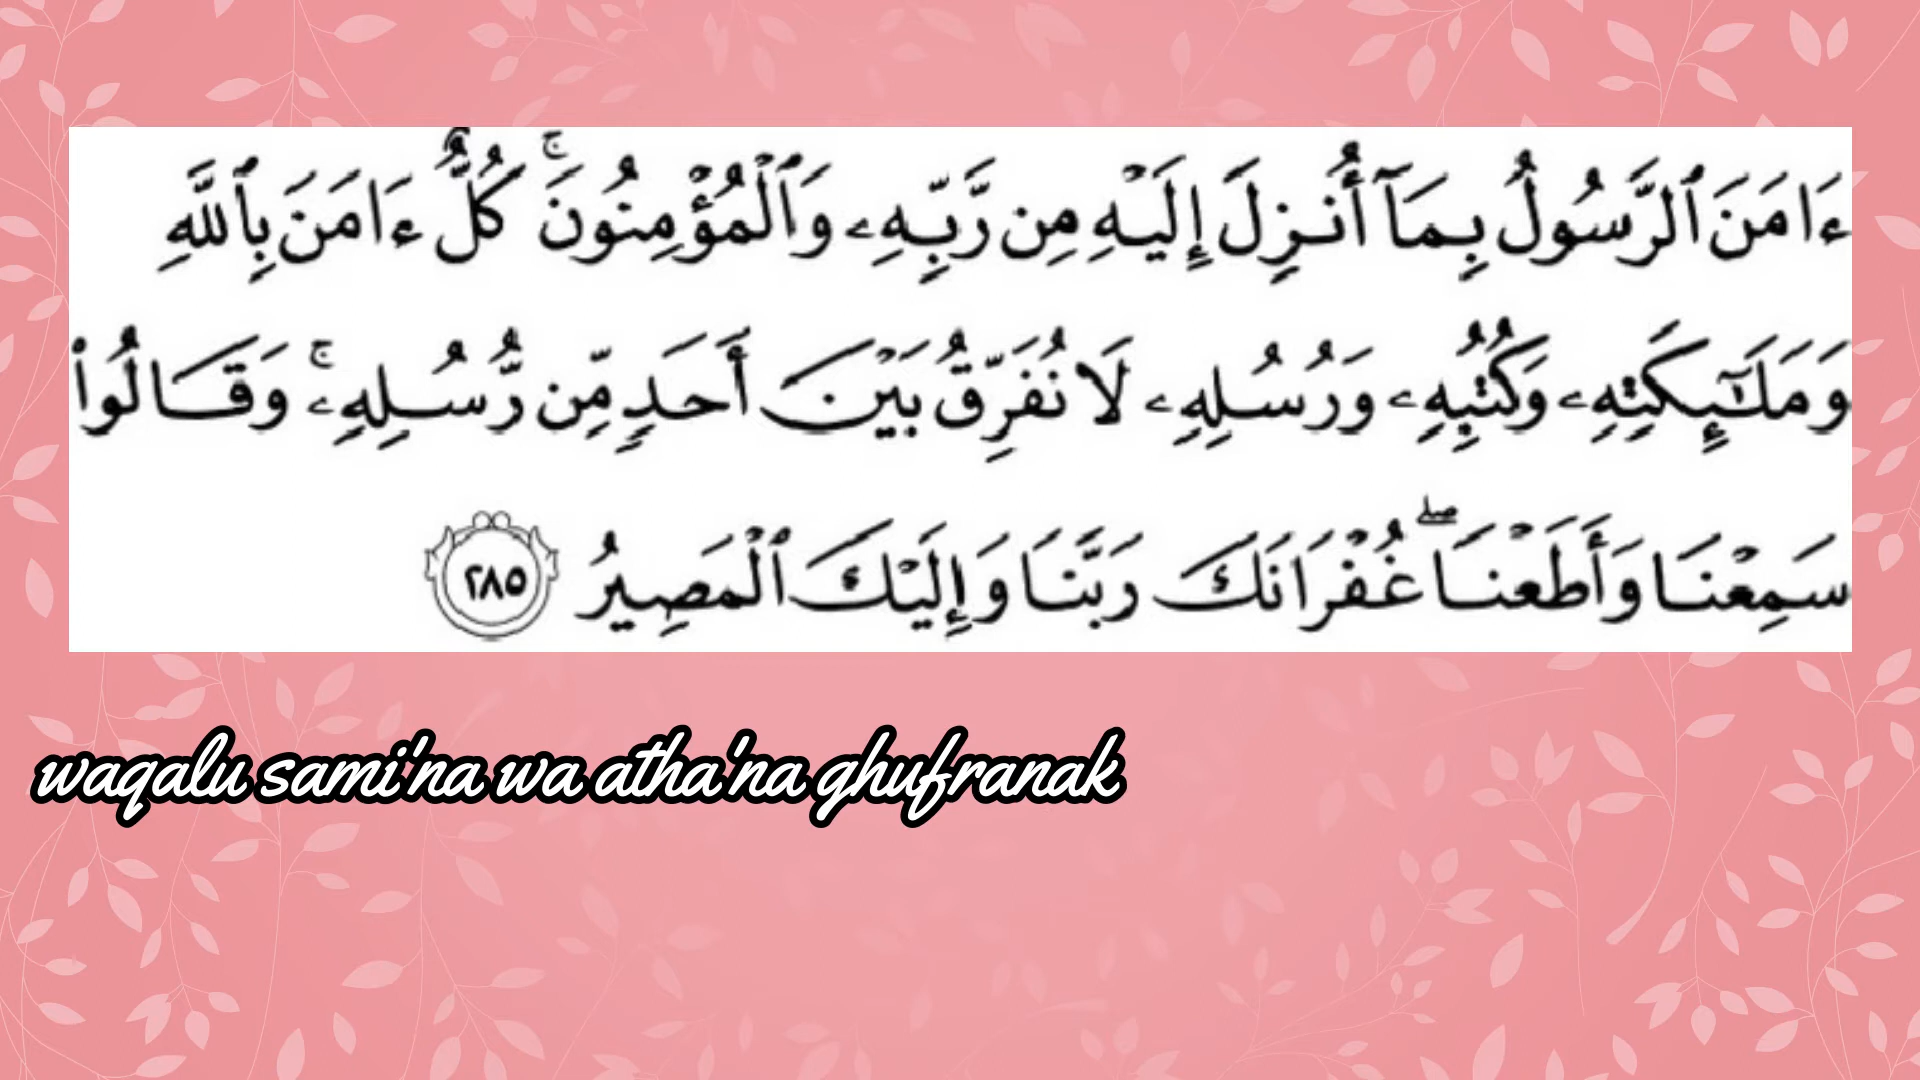 ءَامَنَ ٱلرَّسُولُ بِمَآ أُنزِلَ إِلَيْهِ مِن رَّبِّهِۦ وَٱلْمُؤْمِنُونَ ۚ كُلٌّ ءَامَنَ بِٱللَّهِ
وَمَلَـٰٓئِكَتِهِۦ وَكُتُبِهِۦ وَرُسُلِهِۦ لَا نُفَرِّقُ بَيْنَ أَحَدٍ مِّن رُّسُلِهِۦ ۚ وَقَالُوا۟
سَمِعْنَا وَأَطَعْنَا ۖ غُفْرَانَكَ رَبَّنَا وَإِلَيْكَ ٱلْمَصِيرُ ٢٨٥
waqalu sami'na wa atha'na ghufranak